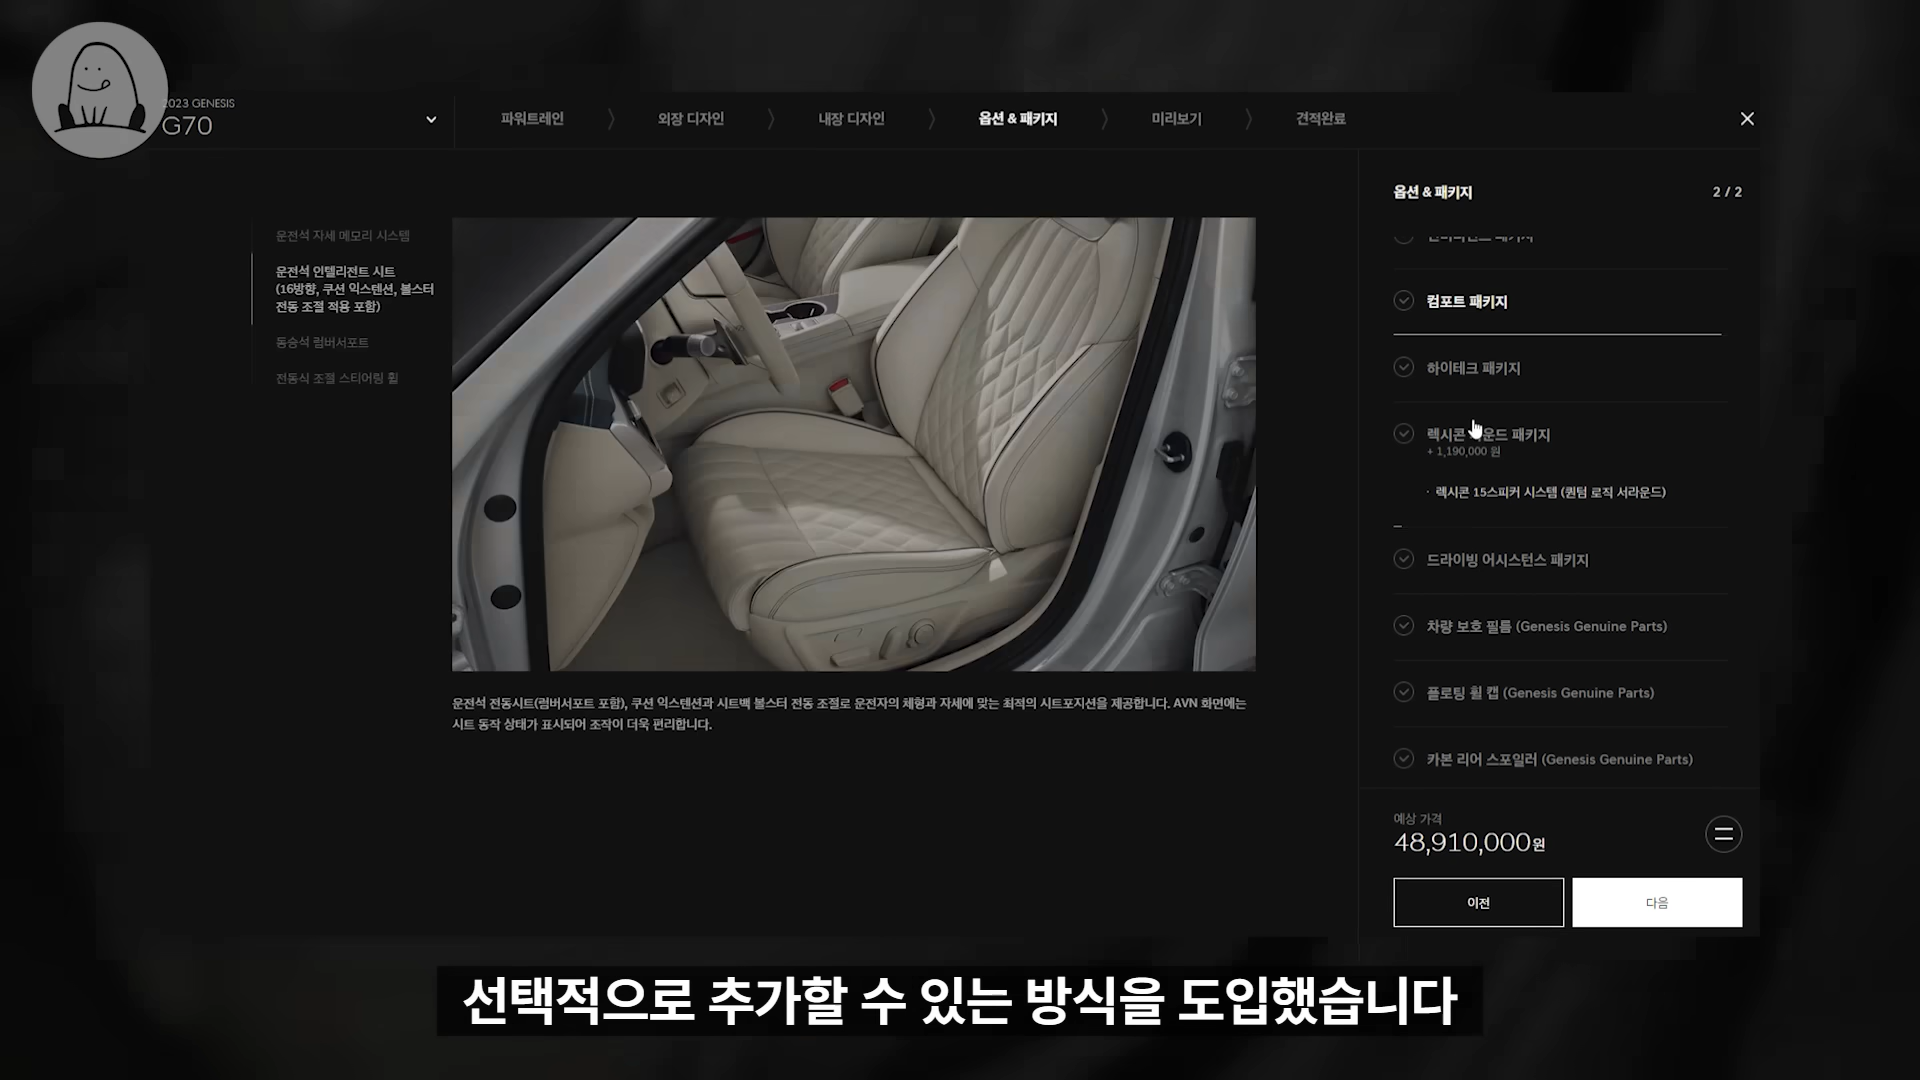 2023 GENESIS
G70
파워트레인
외장 디자인
내장 디자인
옵션 & 패키지
미리보기
견적완료
운전석 자세 메모리 시스템
운전석 인텔리전트 시트
(16방향, 쿠션 익스텐션, 볼스터
전동 조절 적용 포함)
동승석 럼버서포트
전동식 조절 스티어링 휠
운전석 전동시트(럼버서포트 포함), 쿠션 익스텐션과 시트백 볼스터 전동 조절로 운전자의 체형과 자세에 맞는 최적의 시트포지션을 제공합니다. AVN 화면에는
시트 동작 상태가 표시되어 조작이 더욱 편리합니다.
옵션 & 패키지
2 / 2
패키지
컴포트 패키지
하이테크 패키지
렉시콘 사운드 패키지
+ 1,190,000 원
· 렉시콘 15스피커 시스템 (퀀텀 로직 서라운드)
드라이빙 어시스턴스 패키지
차량 보호 필름 (Genesis Genuine Parts)
플로팅 휠 캡 (Genesis Genuine Parts)
카본 리어 스포일러 (Genesis Genuine Parts)
예상 가격
48,910,000원
이전
다음
선택적으로 추가할 수 있는 방식을 도입했습니다